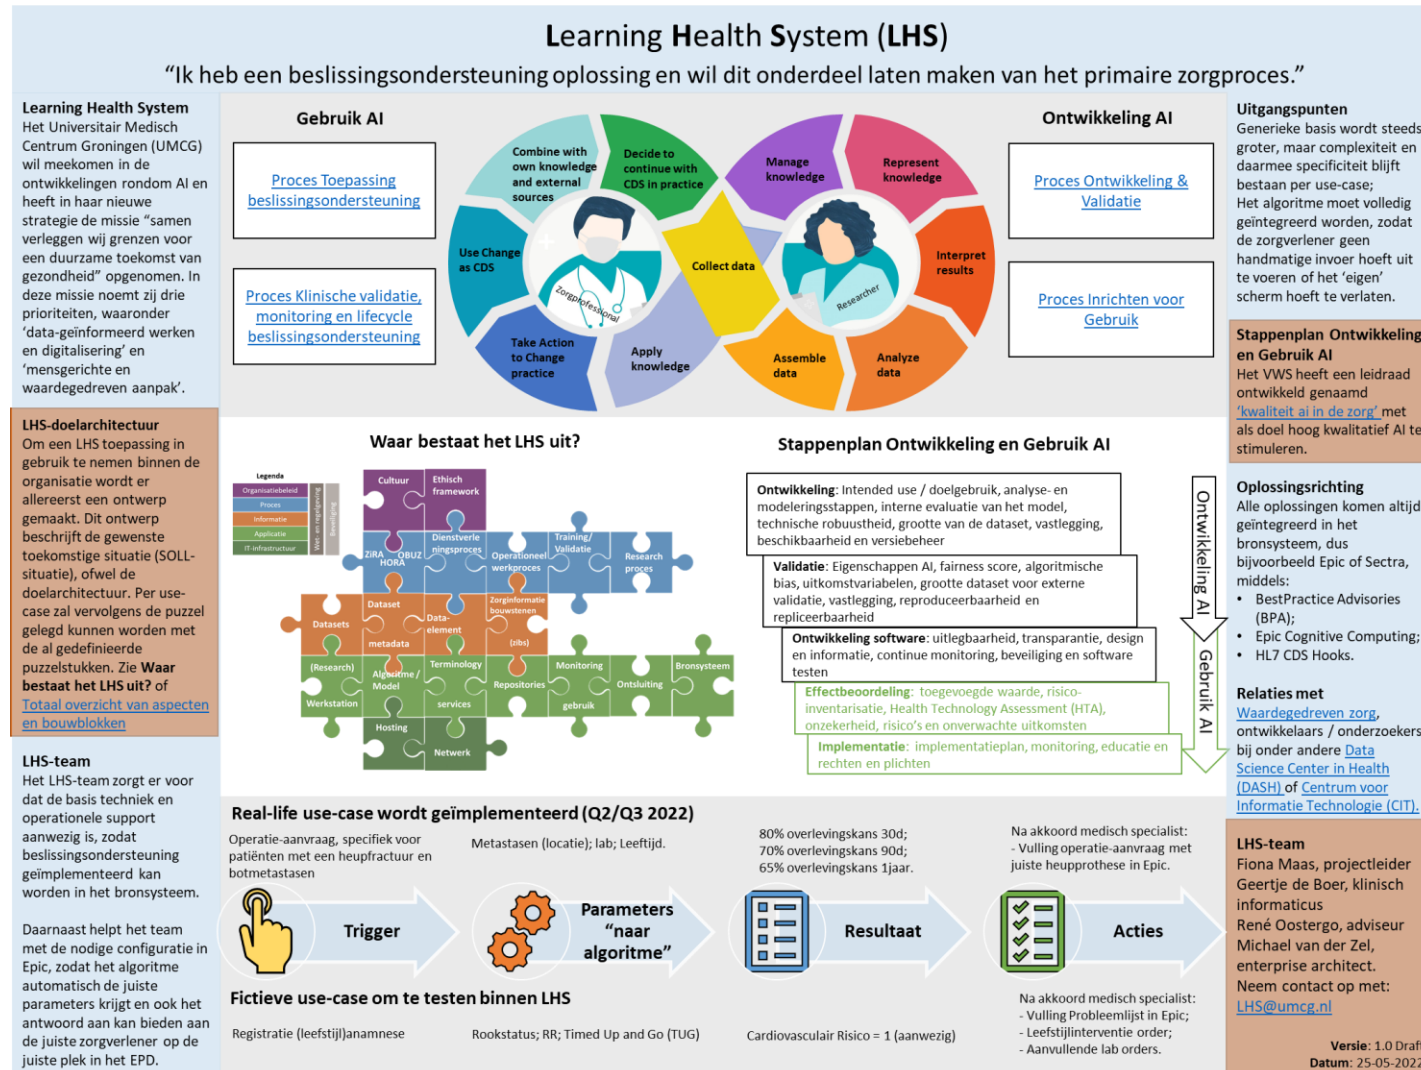 Learning Health System (LHS)
“Ik heb een beslissingsondersteuning oplossing en wil dit onderdeel laten maken van het primaire zorgproces.”
Learning Health System
Het Universitair Medisch
Centrum Groningen (UMCG)
wil meekomen in de
ontwikkelingen rondom AI en
heeft in haar nieuwe
strategie de missie “samen
verleggen wij grenzen voor
een duurzame toekomst van
gezondheid” opgenomen. In
deze missie noemt zij drie
prioriteiten, waaronder
‘data-geïnformeerd werken
en digitalisering’ en
‘mensgerichte en
waardegedreven aanpak’.
LHS-doelarchitectuur
Om een LHS toepassing in
gebruik te nemen binnen de
organisatie wordt er
allereerst een ontwerp
gemaakt. Dit ontwerp
beschrijft de gewenste
toekomstige situatie (SOLL-
situatie), ofwel de
doelarchitectuur. Per use-
case zal vervolgens de puzzel
gelegd kunnen worden met
de al gedefinieerde
puzzelstukken. Zie Waar
bestaat het LHS uit? of
Totaal overzicht van aspecten
en bouwblokken
LHS-team
Het LHS-team zorgt er voor
dat de basis techniek en
operationele support
aanwezig is, zodat
beslissingsondersteuning
geïmplementeerd kan
worden in het bronsysteem.
Daarnaast helpt het team
met de nodige configuratie in
Epic, zodat het algoritme
automatisch de juiste
parameters krijgt en ook het
antwoord aan kan bieden aan
de juiste zorgverlener op de
juiste plek in het EPD.
Gebruik AI
Proces Toepassing
beslissingsondersteuning
Proces Klinische validatie,
monitoring en lifecycle
beslissingsondersteuning
Combine with
own knowledge
and external
sources
Decide to
continue with
CDS in practice
Use Change
as CDS
Take Action
to Change
practice
Apply
knowledge
Zorgprofessional
Collect data
Manage
knowledge
Represent
knowledge
Interpret
results
Analyze
data
Assemble
data
Researcher
Ontwikkeling AI
Proces Ontwikkeling &
Validatie
Proces Inrichten voor
Gebruik
Waar bestaat het LHS uit?
Legenda
Organisatiebeleid
Proces
Informatie
Applicatie
IT-infrastructuur
Wet- en regelgeving
Beveiliging
Cultuur
Ethisch
framework
ZiRA
OBUZ
HORA
Dienstverle
ningsproces
Operationeel
werkproces
Training/
Validatie
Research
proces
Datasets
Dataset
metadata
Data-
element
Zorginformatie
bouwstenen
(zibs)
(Research)
Werkstation
Algoritme /
Model
Terminology
services
Repositories
Monitoring
gebruik
Ontsluiting
Bronsysteem
Hosting
Netwerk
Stappenplan Ontwikkeling en Gebruik AI
Ontwikkeling: Intended use / doelgebruik, analyse- en
modeleringsstappen, interne evaluatie van het model,
technische robuustheid, grootte van de dataset, vastlegging,
beschikbaarheid en versiebeheer
Validatie: Eigenschappen AI, fairness score, algoritmische
bias, uitkomstvariabelen, grootte dataset voor externe
validatie, vastlegging, reproduceerbaarheid en
repliceerbaarheid
Ontwikkeling software: uitlegbaarheid, transparantie, design
en informatie, continue monitoring, beveiliging en software
testen
Effectbeoordeling: toegevoegde waarde, risico-
inventarisatie, Health Technology Assessment (HTA),
onzekerheid, risico’s en onverwachte uitkomsten
Implementatie: implementatieplan, monitoring, educatie en
rechten en plichten
Ontwikkeling AI
Gebruik AI
Real-life use-case wordt geïmplementeerd (Q2/Q3 2022)
Operatie-aanvraag, specifiek voor
patiënten met een heupfractuur en
botmetastasen
Metastasen (locatie); lab; Leeftijd.
80% overlevingskans 30d;
70% overlevingskans 90d;
65% overlevingskans 1jaar.
Na akkoord medisch specialist:
- Vulling operatie-aanvraag met
juiste heupprothese in Epic.
Trigger
Parameters
“naar
algoritme”
Resultaat
Acties
Fictieve use-case om te testen binnen LHS
Registratie (leefstijl)anamnese
Rookstatus; RR; Timed Up and Go (TUG)
Cardiovasculair Risico = 1 (aanwezig)
Na akkoord medisch specialist:
- Vulling Probleemlijst in Epic;
- Leefstijlinterventie order;
- Aanvullende lab orders.
Uitgangspunten
Generieke basis wordt steeds
groter, maar complexiteit en
daarmee specificiteit blijft
bestaan per use-case;
Het algoritme moet volledig
geïntegreerd worden, zodat
de zorgverlener geen
handmatige invoer hoeft uit
te voeren of het ‘eigen’
scherm hoeft te verlaten.
Stappenplan Ontwikkeling
en Gebruik AI
Het VWS heeft een leidraad
ontwikkeld genaamd
‘kwaliteit ai in de zorg’ met
als doel hoog kwalitatief AI te
stimuleren.
Oplossingsrichting
Alle oplossingen komen altijd
geïntegreerd in het
bronsysteem, dus
bijvoorbeeld Epic of Sectra,
middels:
• BestPractice Advisories
(BPA);
• Epic Cognitive Computing;
• HL7 CDS Hooks.
Relaties met
Waardegedreven zorg,
ontwikkelaars / onderzoekers
bij onder andere Data
Science Center in Health
(DASH) of Centrum voor
Informatie Technologie (CIT).
LHS-team
Fiona Maas, projectleider
Geertje de Boer, klinisch
informaticus
René Oostergo, adviseur
Michael van der Zel,
enterprise architect.
Neem contact op met:
LHS@umcg.nl
Versie: 1.0 Draft
Datum: 25-05-2022